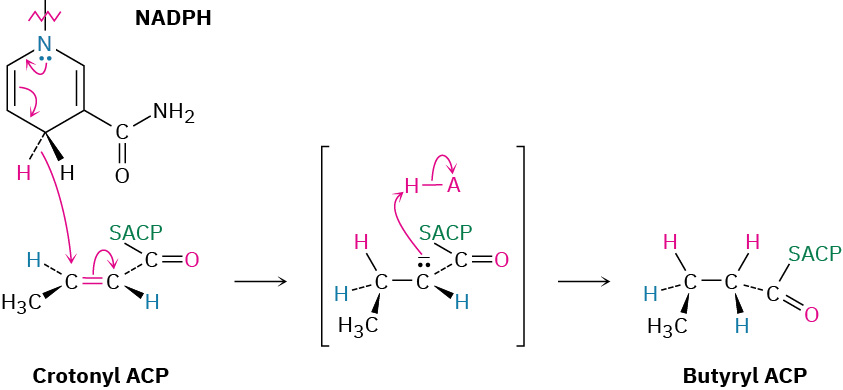 NADPH
N
NH2
C
O
H H
H—A
SACP
H
C=O
C=C
H3C
H
SACP
H
C=O
C—C
H
H
H3C
H H
SACP
C—C
H
C
O
H3C
H
Crotonyl ACP
Butyryl ACP